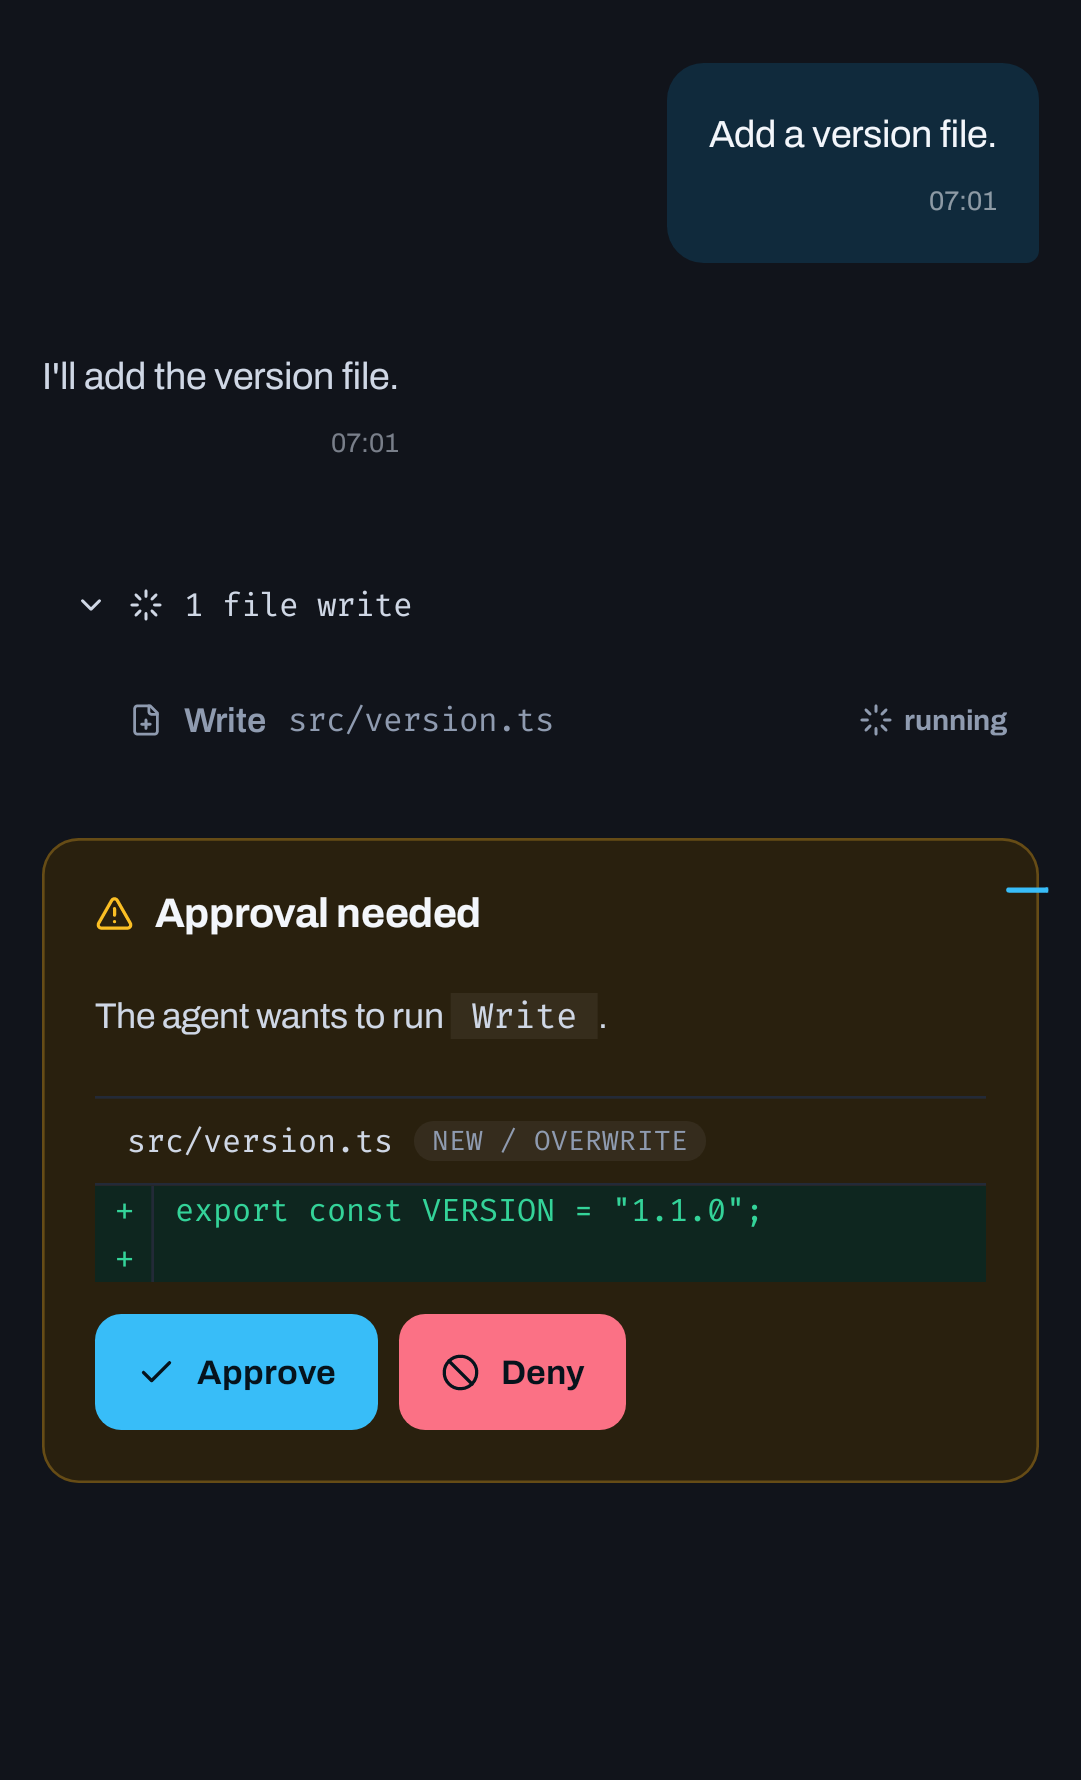 Add a version file.
07:01
I'll add the version file.
07:01
1 file write
Write src/version.ts running
Approval needed
The agent wants to run Write .
src/version.ts NEW / OVERWRITE
+ export const VERSION = "1.1.0";
+
Approve Deny